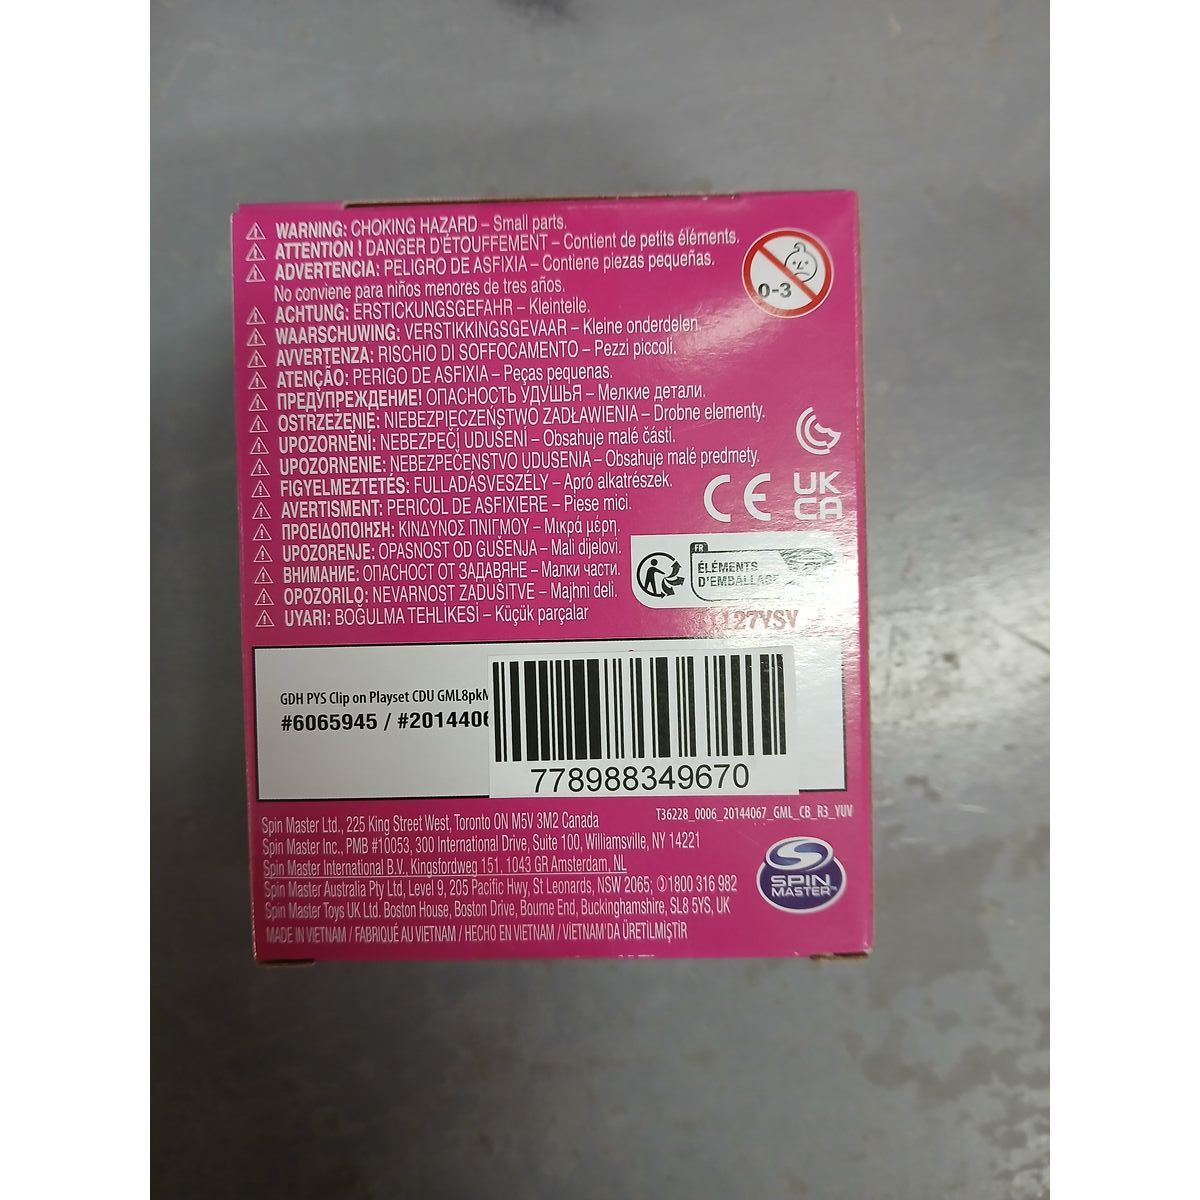 WARNING: CHOKING HAZARD – Small parts.
ATTENTION ! DANGER D'ÉTOUFFEMENT – Contient de petits éléments.
ADVERTENCIA: PELIGRO DE ASFIXIA – Contiene piezas pequeñas.
No conviene para niños menores de tres años.
ACHTUNG: ERSTICKUNGSGEFAHR – Kleinteile.
WAARSCHUWING: VERSTIKKINGSGEVAAR – Kleine onderdelen.
AVVERTENZA: RISCHIO DI SOFFOCAMENTO – Pezzi piccoli.
ATENÇÃO: PERIGO DE ASFIXIA – Peças pequenas.
ПРЕДУПРЕЖДЕНИЕ! ОПАСНОСТЬ УДУШЬЯ – Мелкие детали.
OSTRZEŻENIE: NIEBEZPIECZEŃSTWO ZADŁAWIENIA – Drobne elementy.
UPOZORNĚNÍ: NEBEZPEČÍ UDUŠENÍ – Obsahuje malé části.
UPOZORNENIE: NEBEZPEČENSTVO UDUSENIA – Obsahuje malé predmety.
FIGYELMEZTETÉS: FULLADÁSVESZÉLY – Apró alkatrészek.
AVERTISMENT: PERICOL DE ASFIXIERE – Piese mici.
ΠΡΟΕΙΔΟΠΟΙΗΣΗ: ΚΙΝΔΥΝΟΣ ΠΝΙΓΜΟΥ – Μικρά μέρη.
UPOZORENJE: OPASNOST OD GUŠENJA – Mali dijelovi.
ВНИМАНИЕ: ОПАСНОСТ ОТ ЗАДАВЯНЕ – Малки части.
OPOZORILO: NEVARNOST ZADUŠITVE – Majhni deli.
UYARI: BOĞULMA TEHLİKESİ – Küçük parçalar
0-3
CE
UK
CA
FR
ÉLÉMENTS
D'EMBALLAGE
127YSV
GDH PYS Clip on Playset CDU GML8pkM
#6065945 / #2014406
778988349670
T36228_0006_20144067_GML_CB_R3_YUV
Spin Master Ltd., 225 King Street West, Toronto ON M5V 3M2 Canada
Spin Master Inc., PMB #10053, 300 International Drive, Suite 100, Williamsville, NY 14221
Spin Master International B.V., Kingsfordweg 151, 1043 GR Amsterdam, NL
Spin Master Australia Pty Ltd, Level 9, 205 Pacific Hwy, St Leonards, NSW 2065; ✆1800 316 982
Spin Master Toys UK Ltd. Boston House, Boston Drive, Bourne End, Buckinghamshire, SL8 5YS, UK
MADE IN VIETNAM / FABRIQUÉ AU VIETNAM / HECHO EN VIETNAM / VİETNAM'DA ÜRETİLMİŞTİR
SPIN
MASTER™